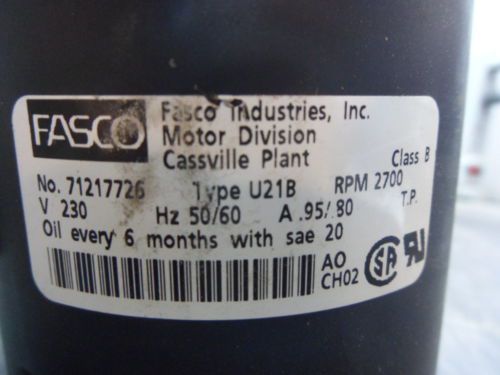 FASCO
Fasco Industries, Inc.
Motor Division
Cassville Plant
Class B
No. 71217726 Type U21B RPM 2700
V 230 Hz 50/60 A .95/.80 T.P.
Oil every 6 months with sae 20
AO
CH02